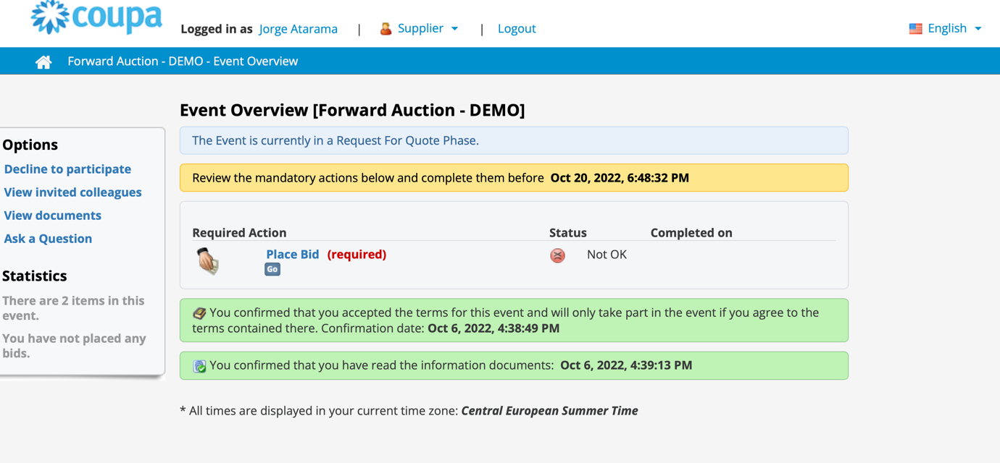 coupa
Logged in as Jorge Atarama | Supplier | Logout
English
Forward Auction - DEMO - Event Overview
Event Overview [Forward Auction - DEMO]
The Event is currently in a Request For Quote Phase.
Review the mandatory actions below and complete them before Oct 20, 2022, 6:48:32 PM
Options
Decline to participate
View invited colleagues
View documents
Ask a Question
Statistics
There are 2 items in this
event.
You have not placed any
bids.
Required Action Status Completed on
Place Bid (required) Not OK
Go
You confirmed that you accepted the terms for this event and will only take part in the event if you agree to the
terms contained there. Confirmation date: Oct 6, 2022, 4:38:49 PM
You confirmed that you have read the information documents: Oct 6, 2022, 4:39:13 PM
* All times are displayed in your current time zone: Central European Summer Time